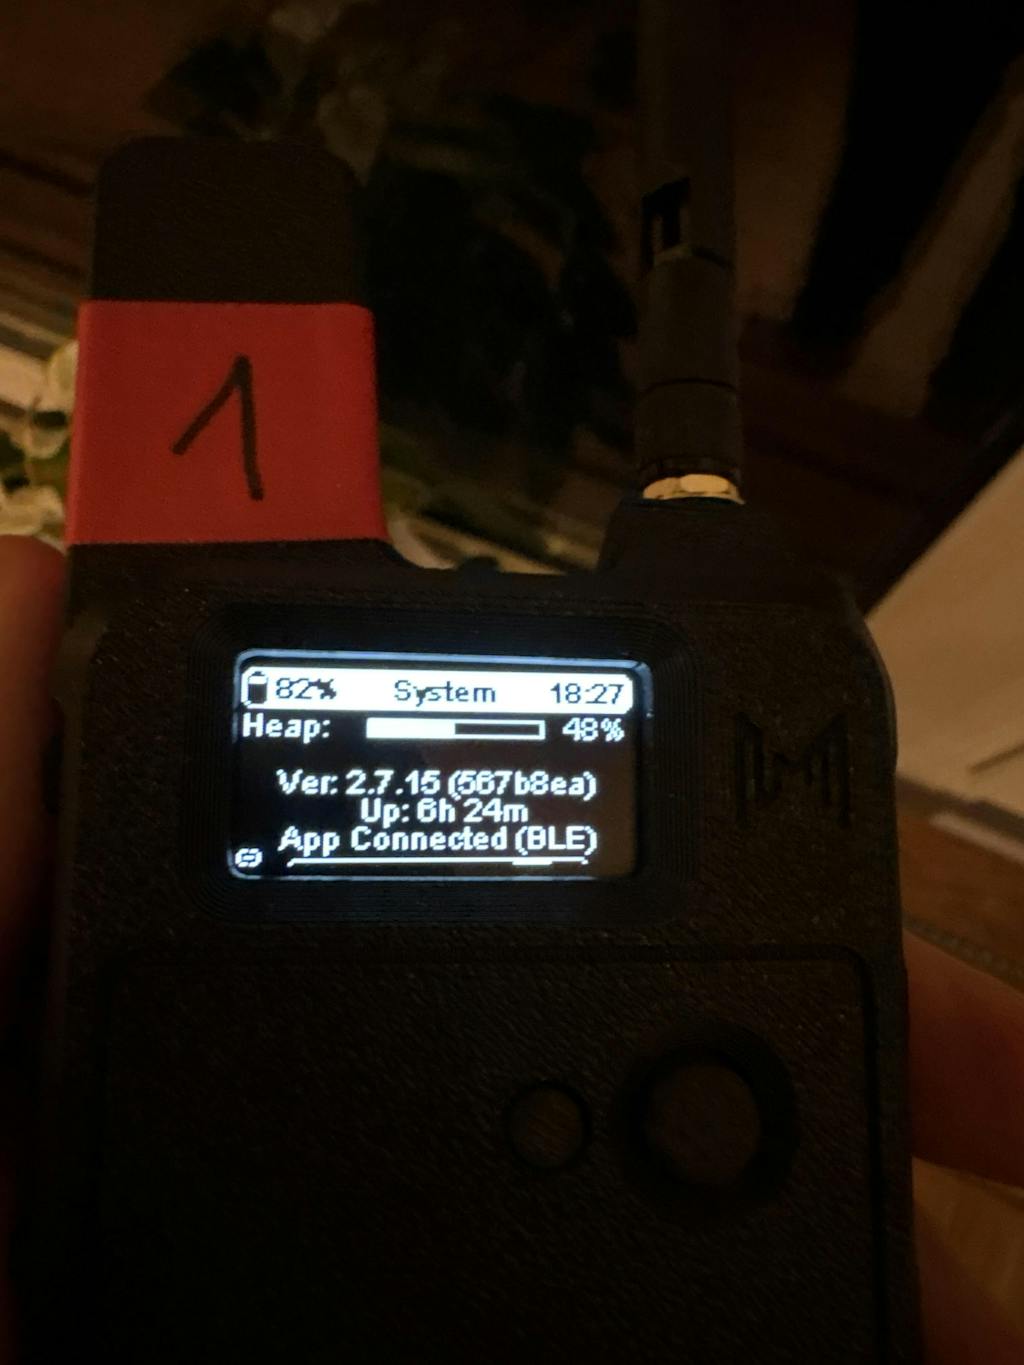 1
82% System 18:27
Heap: 48%
Ver: 2.7.15 (567b8ea)
Up: 6h 24m
App Connected (BLE)